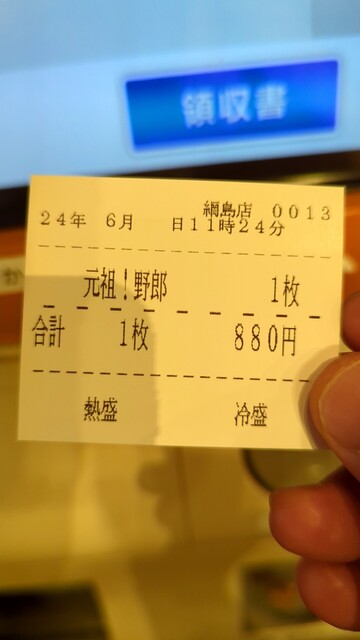 領収書
綱島店 0013
24年 6月 日11時24分
元祖！野郎 1枚
合計 1枚 880円
熱盛 冷盛